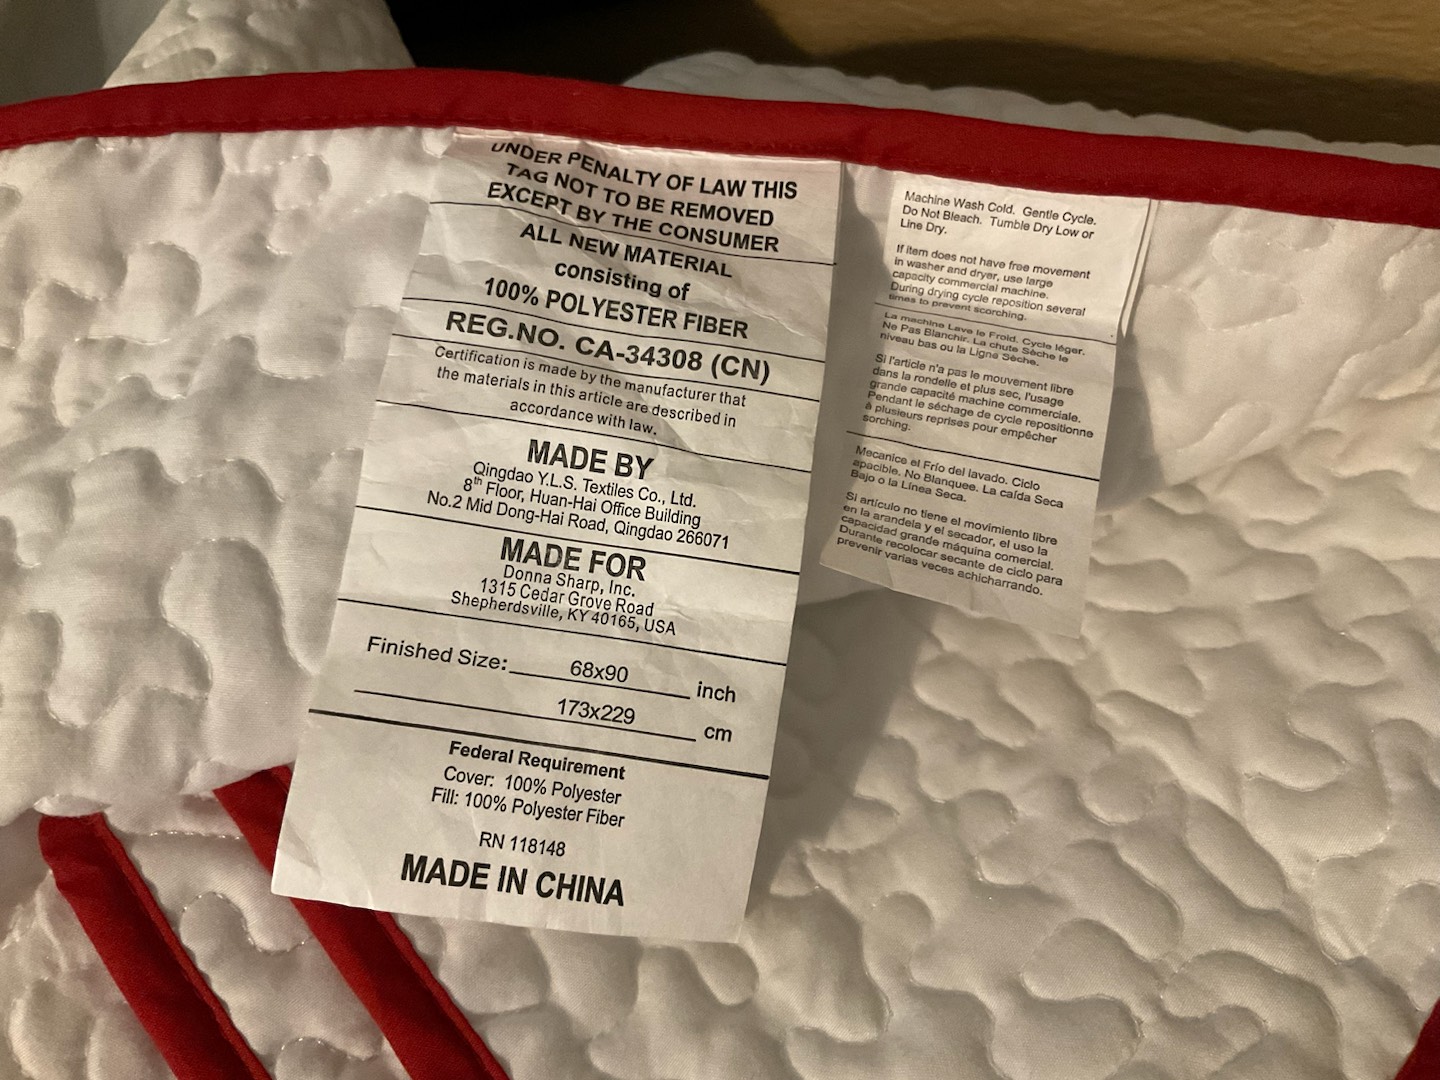 UNDER PENALTY OF LAW THIS
TAG NOT TO BE REMOVED
EXCEPT BY THE CONSUMER
ALL NEW MATERIAL
consisting of
100% POLYESTER FIBER
REG.NO. CA-34308 (CN)
Certification is made by the manufacturer that
the materials in this article are described in
accordance with law.
MADE BY
Qingdao Y.L.S. Textiles Co., Ltd.
8th Floor, Huan-Hai Office Building
No.2 Mid Dong-Hai Road, Qingdao 266071
MADE FOR
Donna Sharp, Inc.
1315 Cedar Grove Road
Shepherdsville, KY 40165, USA
Finished Size: 68x90 inch
173x229 cm
Federal Requirement
Cover: 100% Polyester
Fill: 100% Polyester Fiber
RN 118148
MADE IN CHINA
Machine Wash Cold. Gentle Cycle.
Do Not Bleach. Tumble Dry Low or
Line Dry.
If item does not have free movement
in washer and dryer, use large
capacity commercial machine.
During drying cycle reposition several
times to prevent scorching.
La machine Lave le Froid. Cycle léger.
Ne Pas Blanchir. La chute Sèche le
niveau bas ou la Ligne Sèche.
Si l'article n'a pas le mouvement libre
dans la rondelle et plus sec, l'usage
grande capacité machine commerciale.
Pendant le séchage de cycle repositionne
à plusieurs reprises pour empêcher
sorching.
Mecanice el Frío del lavado. Ciclo
apacible. No Blanquee. La caída Seca
Bajo o la Línea Seca.
Si artículo no tiene el movimiento libre
en la arandela y el secador, el uso la
capacidad grande máquina comercial.
Durante recolocar secante de ciclo para
prevenir varias veces achicharrando.